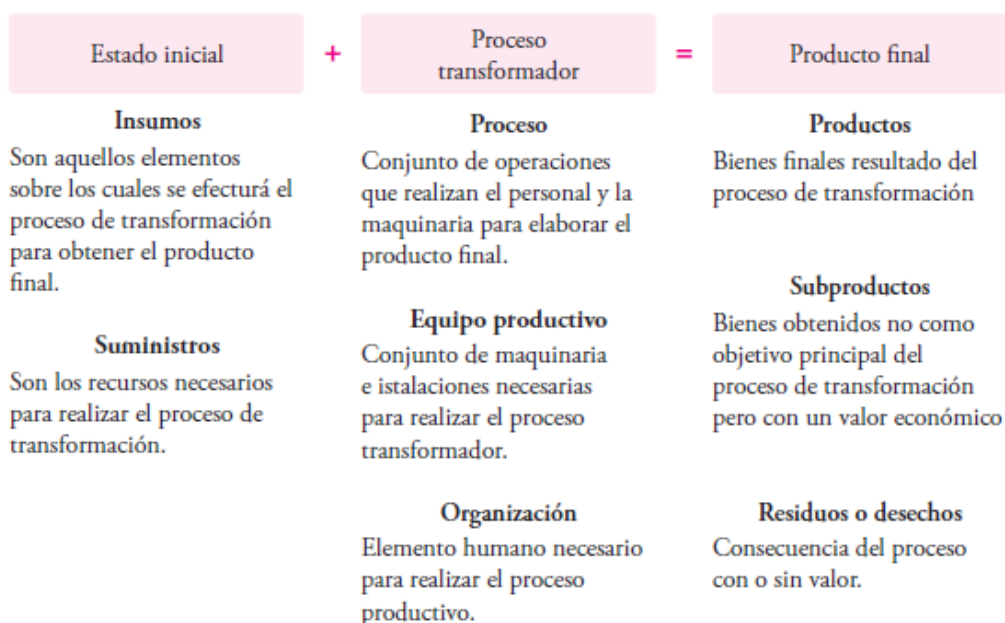 Estado inicial
+
Proceso
transformador
=
Producto final
Insumos
Son aquellos elementos
sobre los cuales se efecturá el
proceso de transformación
para obtener el producto
final.
Suministros
Son los recursos necesarios
para realizar el proceso de
transformación.
Proceso
Conjunto de operaciones
que realizan el personal y la
maquinaria para elaborar el
producto final.
Equipo productivo
Conjunto de maquinaria
e istalaciones necesarias
para realizar el proceso
transformador.
Organización
Elemento humano necesario
para realizar el proceso
productivo.
Productos
Bienes finales resultado del
proceso de transformación
Subproductos
Bienes obtenidos no como
objetivo principal del
proceso de transformación
pero con un valor económico
Residuos o desechos
Consecuencia del proceso
con o sin valor.